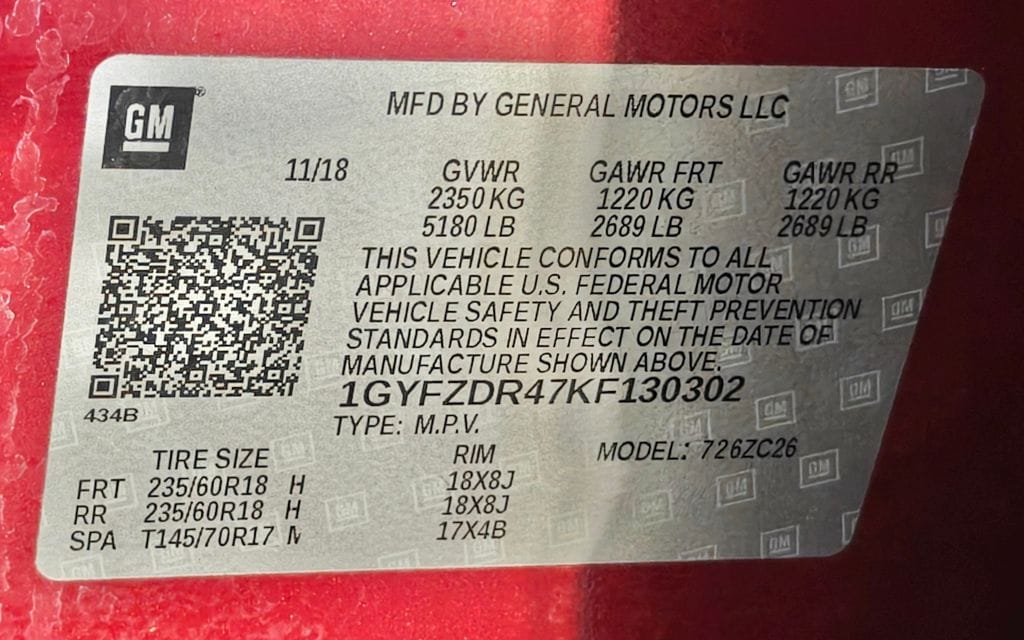 GM
MFD BY GENERAL MOTORS LLC
11/18 GVWR GAWR FRT GAWR RR
2350 KG 1220 KG 1220 KG
5180 LB 2689 LB 2689 LB
THIS VEHICLE CONFORMS TO ALL
APPLICABLE U.S. FEDERAL MOTOR
VEHICLE SAFETY AND THEFT PREVENTION
STANDARDS IN EFFECT ON THE DATE OF
MANUFACTURE SHOWN ABOVE.
1GYFZDR47KF130302
434B
TYPE: M.P.V.
MODEL: 726ZC26
TIRE SIZE RIM
FRT 235/60R18 H 18X8J
RR 235/60R18 H 18X8J
SPA T145/70R17 M 17X4B